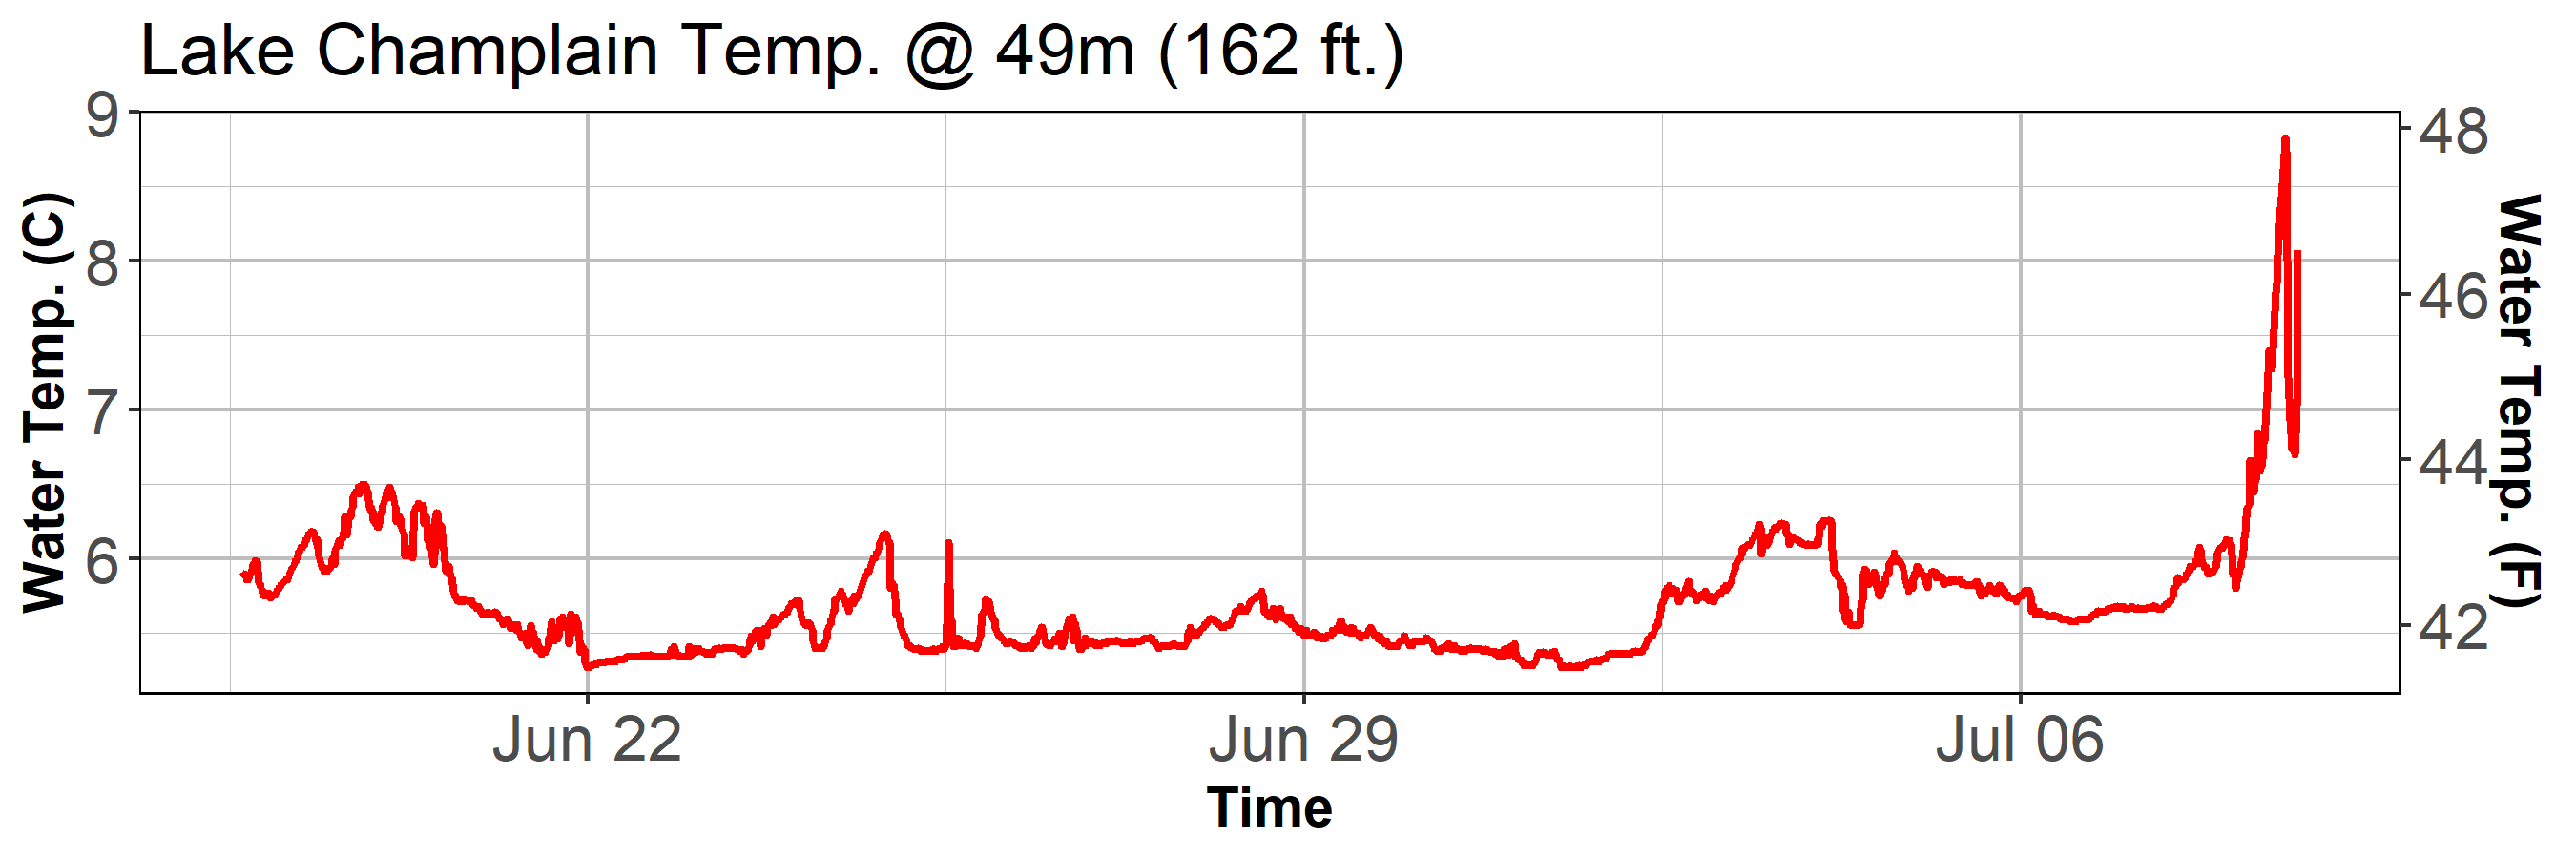 Lake Champlain Temp. @ 49m (162 ft.)
Water Temp. (C)
9
8
7
6
48
46
44
42
Water Temp. (F)
Jun 22
Jun 29
Jul 06
Time